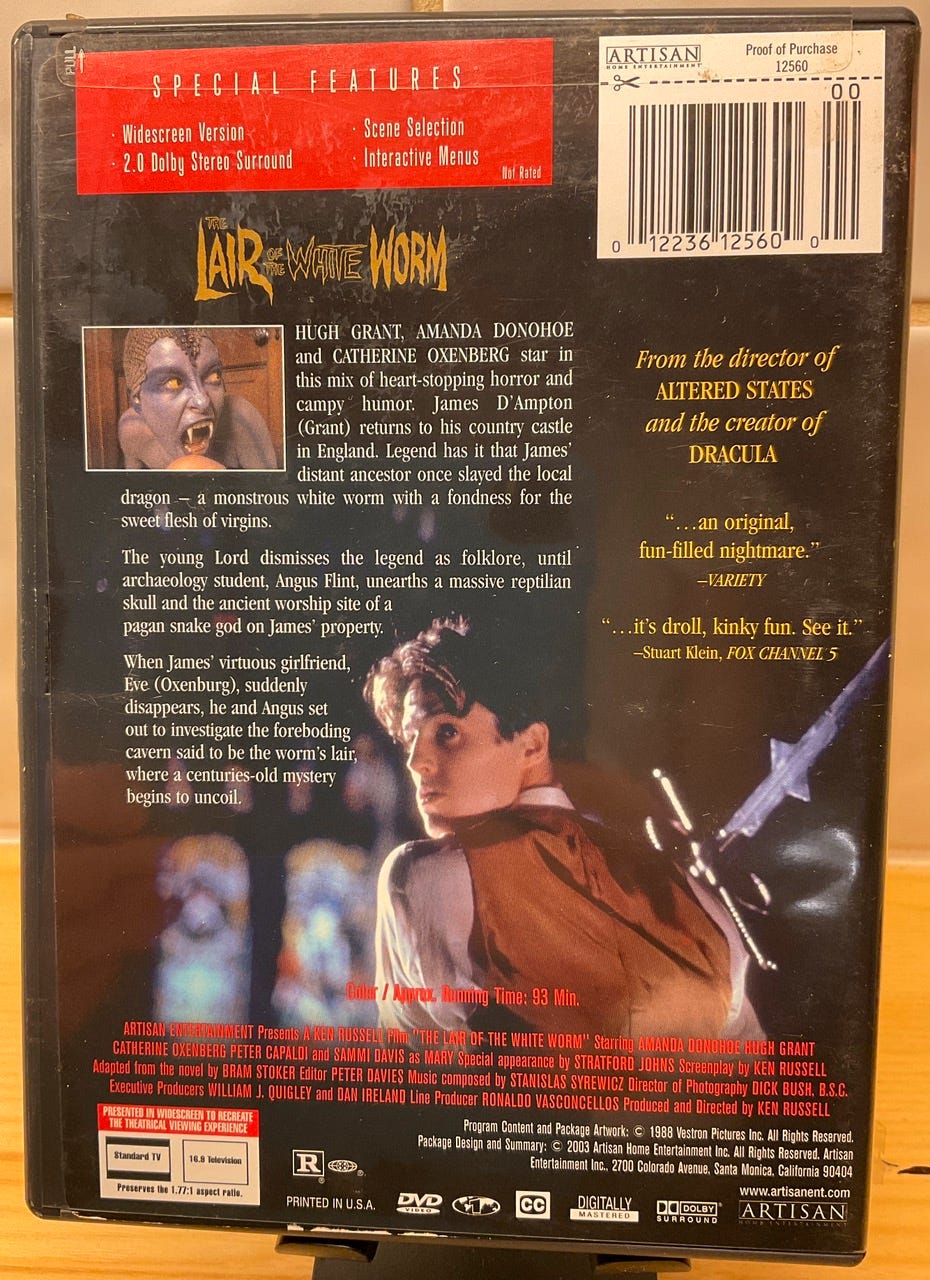 PULL
SPECIAL FEATURES
· Widescreen Version
· 2.0 Dolby Stereo Surround
· Scene Selection
· Interactive Menus
Not Rated
ARTISAN
HOME ENTERTAINMENT
Proof of Purchase
12560
00
0 12236 12560 0
THE
LAIR OF THE WHITE WORM
HUGH GRANT, AMANDA DONOHOE
and CATHERINE OXENBERG star in
this mix of heart-stopping horror and
campy humor. James D'Ampton
(Grant) returns to his country castle
in England. Legend has it that James'
distant ancestor once slayed the local
dragon – a monstrous white worm with a fondness for the
sweet flesh of virgins.
The young Lord dismisses the legend as folklore, until
archaeology student, Angus Flint, unearths a massive reptilian
skull and the ancient worship site of a
pagan snake god on James' property.
When James' virtuous girlfriend,
Eve (Oxenburg), suddenly
disappears, he and Angus set
out to investigate the foreboding
cavern said to be the worm's lair,
where a centuries-old mystery
begins to uncoil.
From the director of
ALTERED STATES
and the creator of
DRACULA
“…an original,
fun-filled nightmare.”
–VARIETY
“…it's droll, kinky fun. See it.”
–Stuart Klein, FOX CHANNEL 5
Color / Approx. Running Time: 93 Min.
ARTISAN ENTERTAINMENT Presents A KEN RUSSELL Film "THE LAIR OF THE WHITE WORM" Starring AMANDA DONOHOE HUGH GRANT
CATHERINE OXENBERG PETER CAPALDI and SAMMI DAVIS as MARY Special appearance by STRATFORD JOHNS Screenplay by KEN RUSSELL
Adapted from the novel by BRAM STOKER Editor PETER DAVIES Music composed by STANISLAS SYREWICZ Director of Photography DICK BUSH, B.S.C.
Executive Producers WILLIAM J. QUIGLEY and DAN IRELAND Line Producer RONALDO VASCONCELLOS Produced and Directed by KEN RUSSELL
PRESENTED IN WIDESCREEN TO RECREATE
THE THEATRICAL VIEWING EXPERIENCE
Standard TV
16:9 Television
Preserves the 1.77:1 aspect ratio.
Program Content and Package Artwork: © 1988 Vestron Pictures Inc. All Rights Reserved.
Package Design and Summary: © 2003 Artisan Home Entertainment Inc. All Rights Reserved. Artisan
Entertainment Inc., 2700 Colorado Avenue, Santa Monica, California 90404
R
www.artisanent.com
PRINTED IN U.S.A.
DVD
VIDEO
CC
DIGITALLY
MASTERED
DOLBY
SURROUND
ARTISAN
HOME ENTERTAINMENT